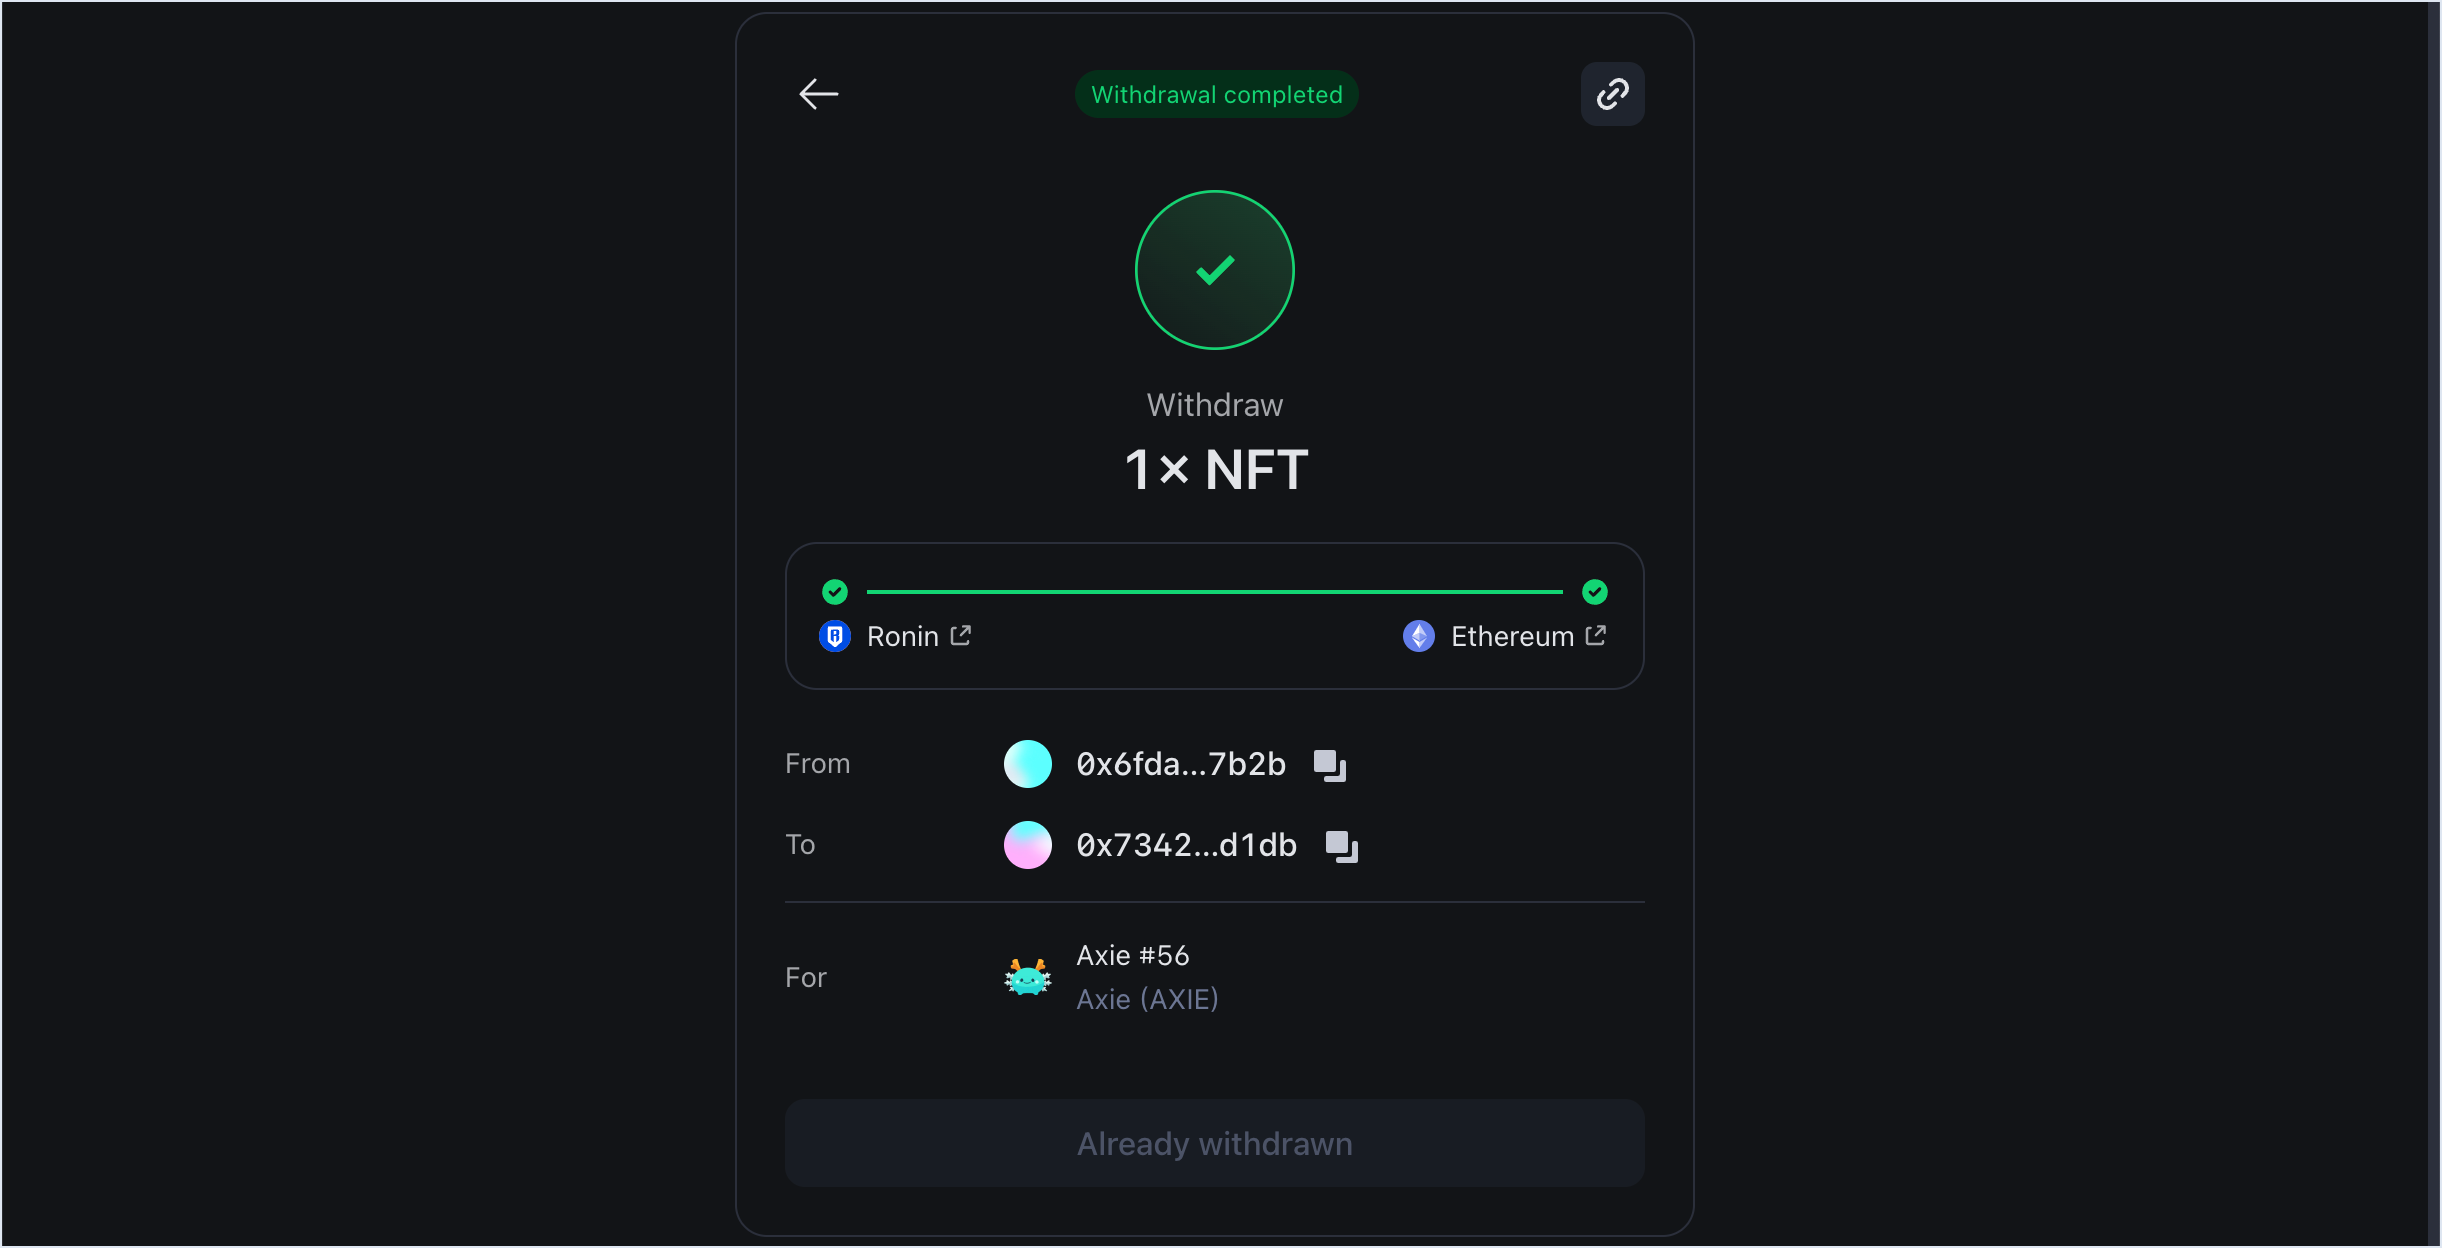 Withdrawal completed
Withdraw
1× NFT
Ronin
Ethereum
From 0x6fda...7b2b
To 0x7342...d1db
For
Axie #56
Axie (AXIE)
Already withdrawn